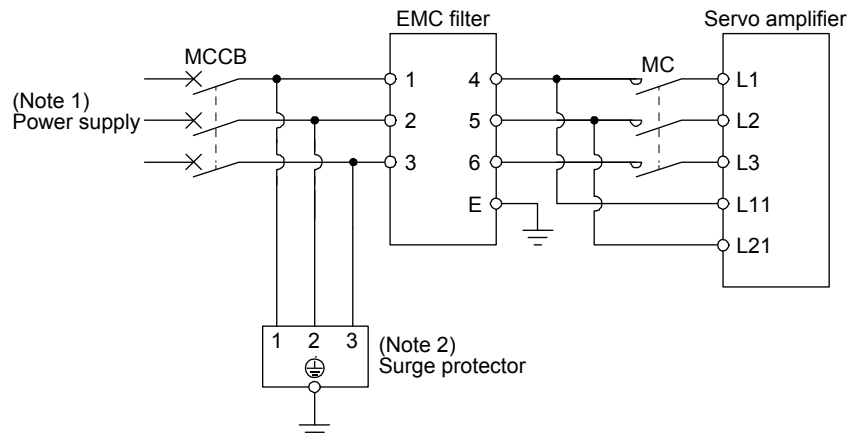 EMC filter
Servo amplifier
MCCB
MC
(Note 1)
Power supply
1
4
L1
2
5
L2
3
6
L3
E
L11
L21
1 2 3
(Note 2)
Surge protector